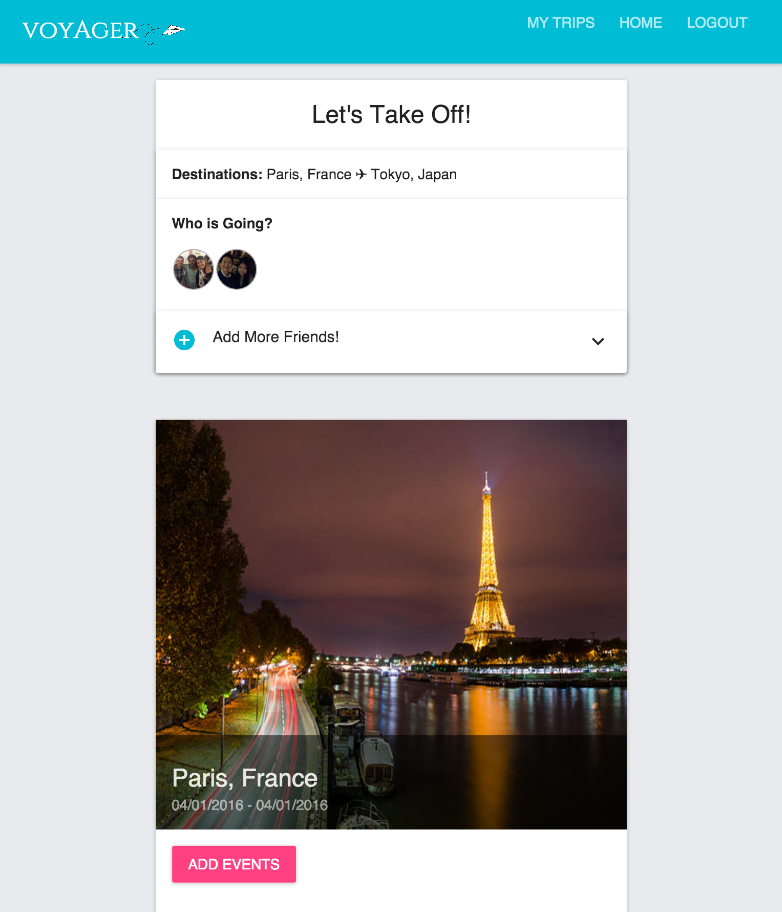 VOYAGER
MY TRIPS HOME LOGOUT
Let's Take Off!
Destinations: Paris, France ✈ Tokyo, Japan
Who is Going?
Add More Friends!
Paris, France
04/01/2016 - 04/01/2016
ADD EVENTS